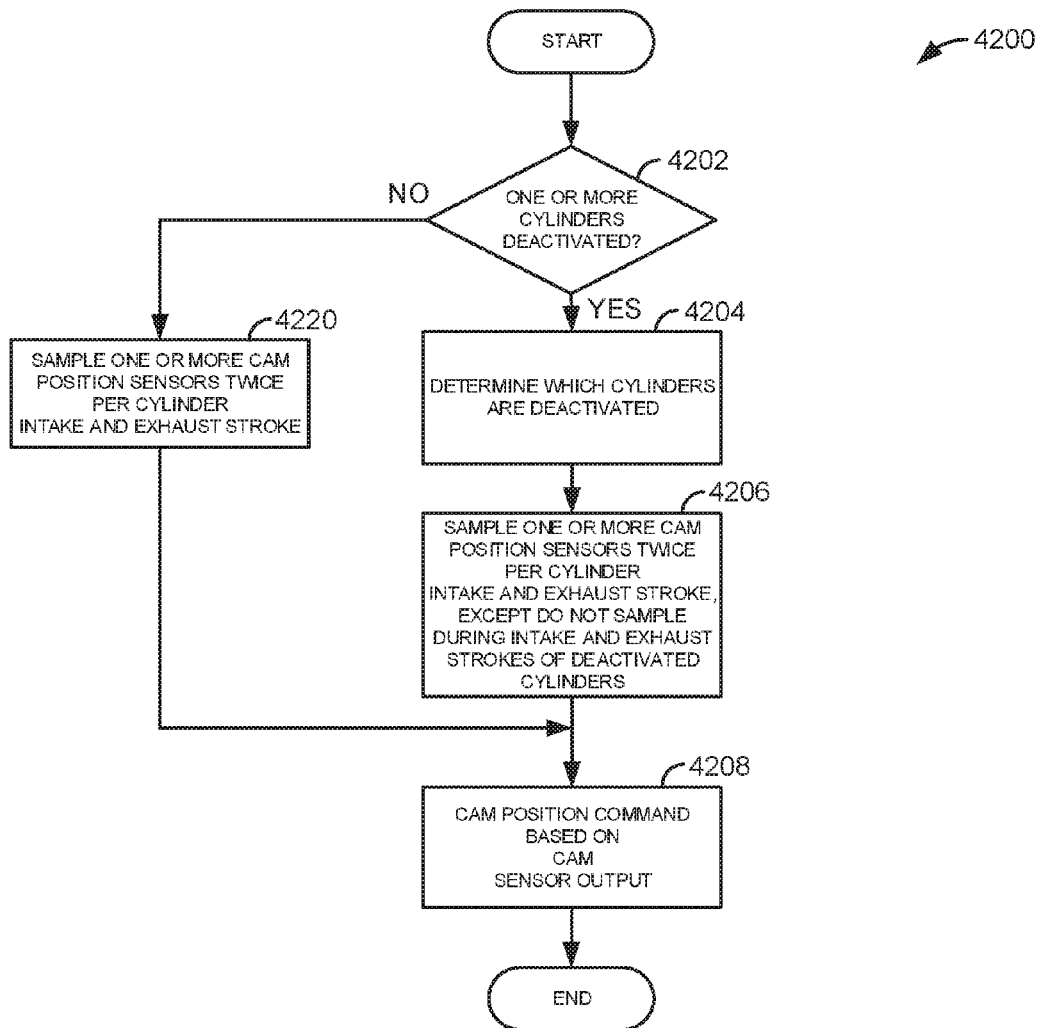 START
4200
4202
ONE OR MORE
CYLINDERS
DEACTIVATED?
NO
YES
4220
SAMPLE ONE OR MORE CAM
POSITION SENSORS TWICE
PER CYLINDER
INTAKE AND EXHAUST STROKE
4204
DETERMINE WHICH CYLINDERS
ARE DEACTIVATED
4206
SAMPLE ONE OR MORE CAM
POSITION SENSORS TWICE
PER CYLINDER
INTAKE AND EXHAUST STROKE,
EXCEPT DO NOT SAMPLE
DURING INTAKE AND EXHAUST
STROKES OF DEACTIVATED
CYLINDERS
4208
CAM POSITION COMMAND
BASED ON
CAM
SENSOR OUTPUT
END